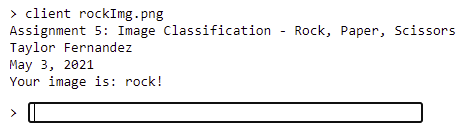 > client rockImg.png
Assignment 5: Image Classification - Rock, Paper, Scissors
Taylor Fernandez
May 3, 2021
Your image is: rock!
>